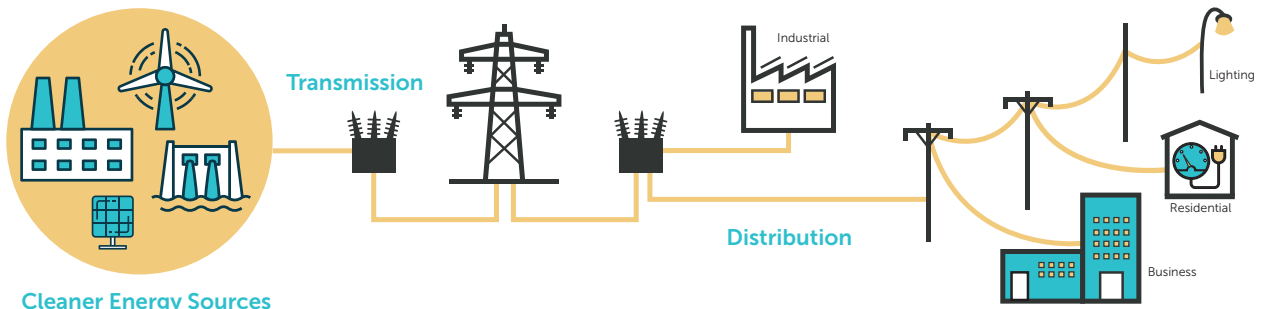 Industrial
Transmission
Lighting
Residential
Distribution
Business
Cleaner Energy Sources